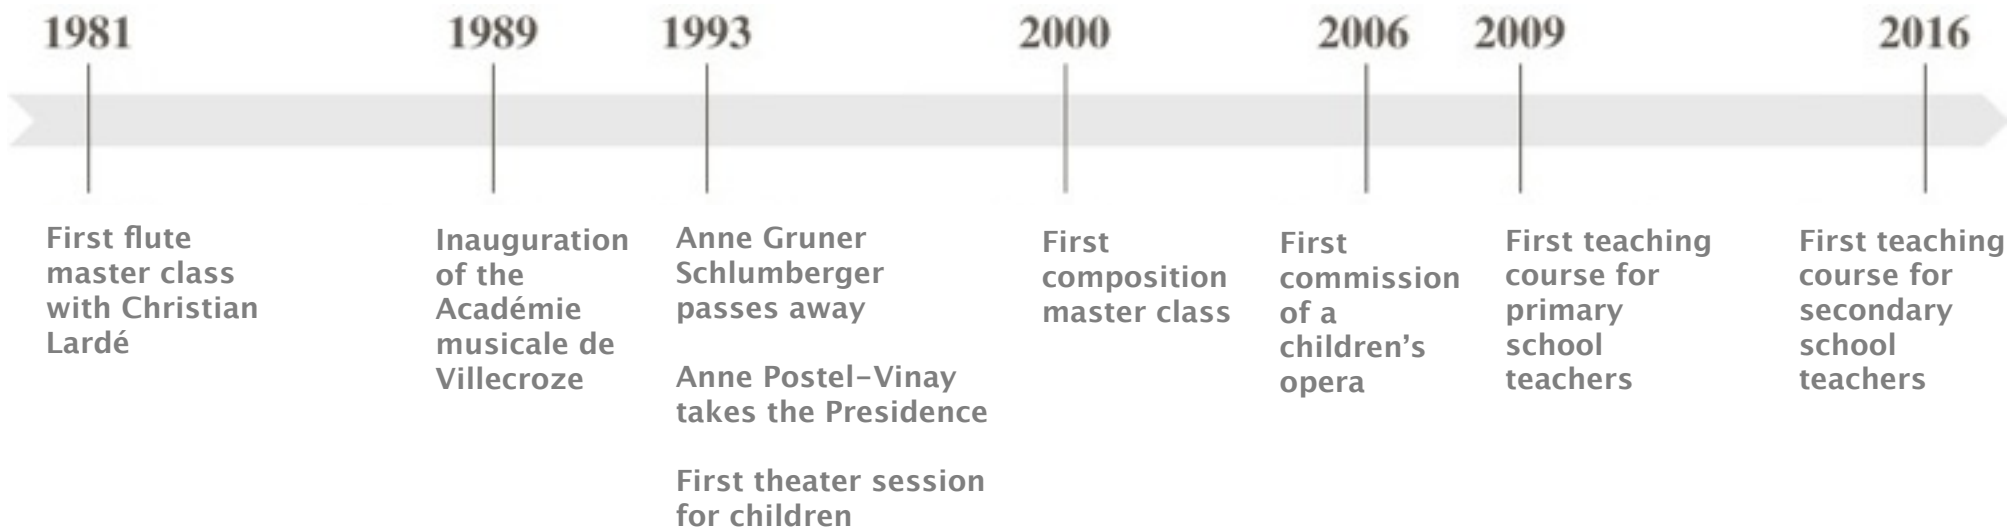 1981
1989
1993
2000
2006
2009
2016
First flute
master class
with Christian
Lardé
Inauguration
of the
Académie
musicale de
Villecroze
Anne Gruner
Schlumberger
passes away
Anne Postel-Vinay
takes the Presidence
First theater session
for children
First
composition
master class
First
commission
of a
children's
opera
First teaching
course for
primary
school
teachers
First teaching
course for
secondary
school
teachers